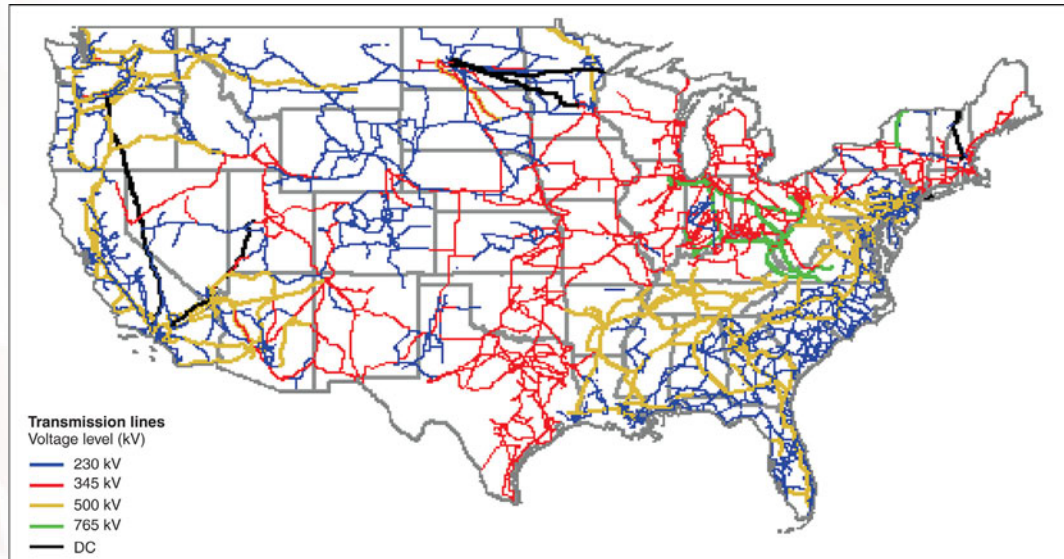 Transmission lines
Voltage level (kV)
230 kV
345 kV
500 kV
765 kV
DC